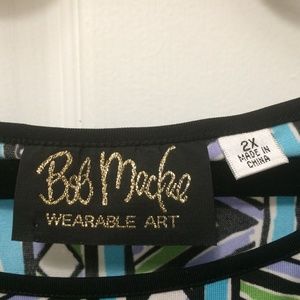 Bob Mackie
WEARABLE ART
2X
MADE IN
CHINA